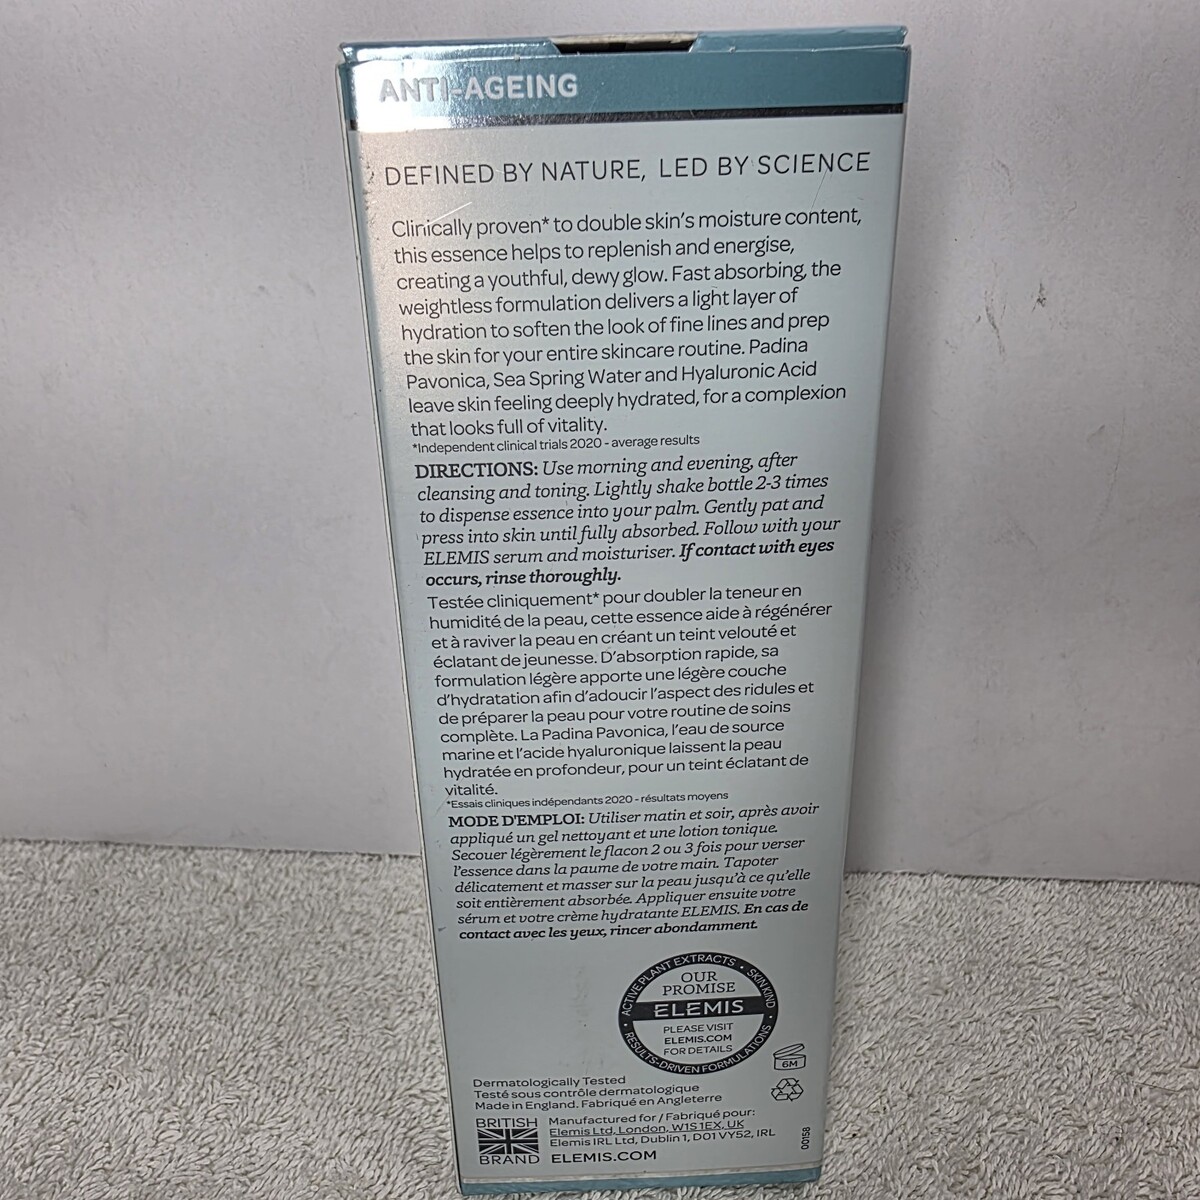 ANTI-AGEING
DEFINED BY NATURE, LED BY SCIENCE
Clinically proven* to double skin's moisture content,
this essence helps to replenish and energise,
creating a youthful, dewy glow. Fast absorbing, the
weightless formulation delivers a light layer of
hydration to soften the look of fine lines and prep
the skin for your entire skincare routine. Padina
Pavonica, Sea Spring Water and Hyaluronic Acid
leave skin feeling deeply hydrated, for a complexion
that looks full of vitality.
*Independent clinical trials 2020 - average results
DIRECTIONS: Use morning and evening, after
cleansing and toning. Lightly shake bottle 2-3 times
to dispense essence into your palm. Gently pat and
press into skin until fully absorbed. Follow with your
ELEMIS serum and moisturiser. If contact with eyes
occurs, rinse thoroughly.
Testée cliniquement* pour doubler la teneur en
humidité de la peau, cette essence aide à régénérer
et à raviver la peau en créant un teint velouté et
éclatant de jeunesse. D'absorption rapide, sa
formulation légère apporte une légère couche
d'hydratation afin d'adoucir l'aspect des ridules et
de préparer la peau pour votre routine de soins
complète. La Padina Pavonica, l'eau de source
marine et l'acide hyaluronique laissent la peau
hydratée en profondeur, pour un teint éclatant de
vitalité.
*Essais cliniques indépendants 2020 - résultats moyens
MODE D'EMPLOI: Utiliser matin et soir, après avoir
appliqué un gel nettoyant et une lotion tonique.
Secouer légèrement le flacon 2 ou 3 fois pour verser
l'essence dans la paume de votre main. Tapoter
délicatement et masser sur la peau jusqu'à ce qu'elle
soit entièrement absorbée. Appliquer ensuite votre
sérum et votre crème hydratante ELEMIS. En cas de
contact avec les yeux, rincer abondamment.
ACTIVE PLANT EXTRACTS • SKIN KIND
OUR
PROMISE
ELEMIS
PLEASE VISIT
ELEMIS.COM
FOR DETAILS
• RESULTS-DRIVEN FORMULATIONS •
6M
Dermatologically Tested
Testé sous contrôle dermatologique
Made in England. Fabriqué en Angleterre
BRITISH
BRAND
Manufactured for / Fabriqué pour:
Elemis Ltd, London, W1S 1EX, UK
Elemis IRL Ltd, Dublin 1, D01 VY52, IRL
ELEMIS.COM
00158